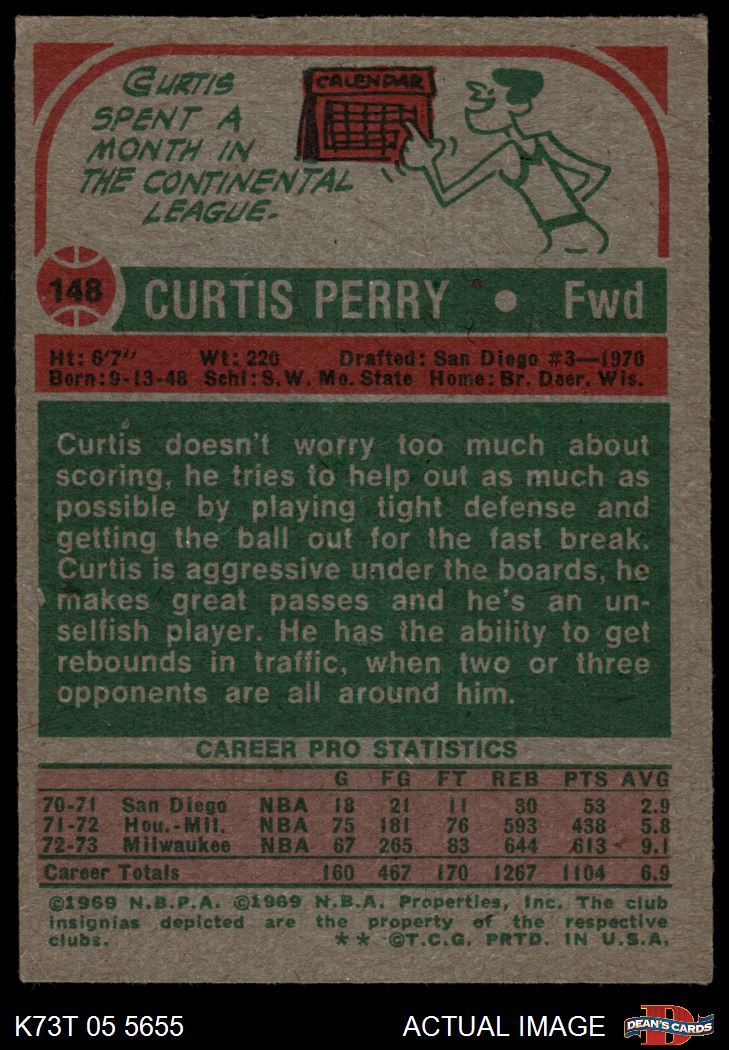 CURTIS
SPENT A
MONTH IN
THE CONTINENTAL
LEAGUE.
CALENDAR
148
CURTIS PERRY • Fwd
Ht: 6'7" Wt: 220 Drafted: San Diego #3—1970
Born: 9-13-48 Schl: S.W. Mo. State Home: Br. Deer, Wis.
Curtis doesn't worry too much about
scoring, he tries to help out as much as
possible by playing tight defense and
getting the ball out for the fast break.
Curtis is aggressive under the boards, he
makes great passes and he's an un-
selfish player. He has the ability to get
rebounds in traffic, when two or three
opponents are all around him.
CAREER PRO STATISTICS
G FG FT REB PTS AVG
70-71 San Diego NBA 18 21 11 30 53 2.9
71-72 Hou.-Mil. NBA 75 181 76 593 438 5.8
72-73 Milwaukee NBA 67 265 83 644 613 9.1
Career Totals 160 467 170 1267 1104 6.9
©1969 N.B.P.A. ©1969 N.B.A. Properties, Inc. The club
insignias depicted are the property of the respective
clubs. ** ©T.C.G. PRTD. IN U.S.A.
K73T 05 5655 ACTUAL IMAGE
DEAN'S CARDS